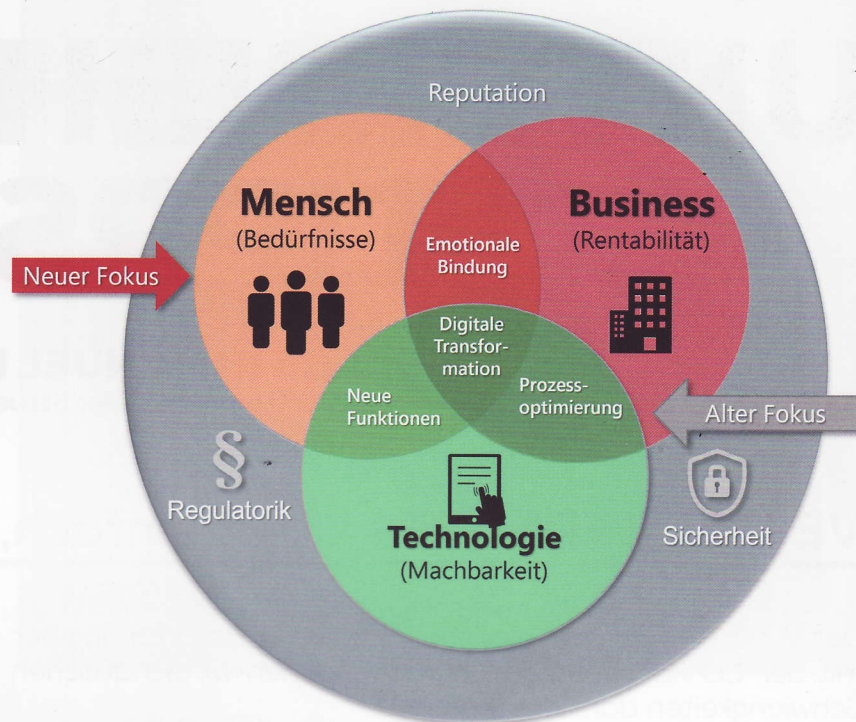 Reputation
Mensch
(Bedürfnisse)
Business
(Rentabilität)
Emotionale
Bindung
Neuer Fokus
Digitale
Transfor-
mation
Neue
Funktionen
Prozess-
optimierung
Alter Fokus
§
Regulatorik
Technologie
(Machbarkeit)
Sicherheit